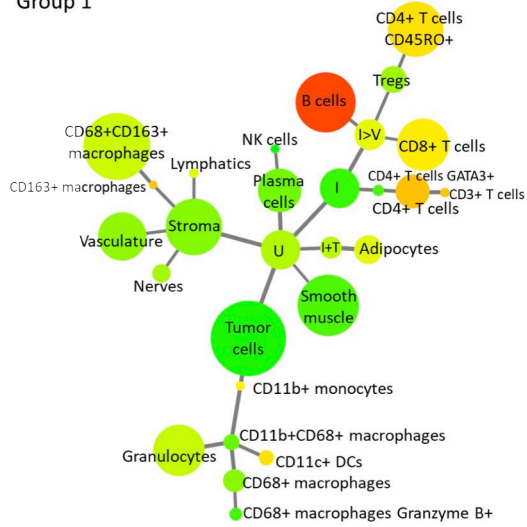 Group 1
CD4+ T cells
CD45RO+
Tregs
B cells
I>V
CD8+ T cells
NK cells
CD68+CD163+
macrophages
Lymphatics
Plasma
cells
I
CD4+ T cells GATA3+
CD163+ macrophages
CD3+ T cells
CD4+ T cells
Stroma
Vasculature
U
I+T
Adipocytes
Nerves
Smooth
muscle
Tumor
cells
CD11b+ monocytes
CD11b+CD68+ macrophages
Granulocytes
CD11c+ DCs
CD68+ macrophages
CD68+ macrophages Granzyme B+